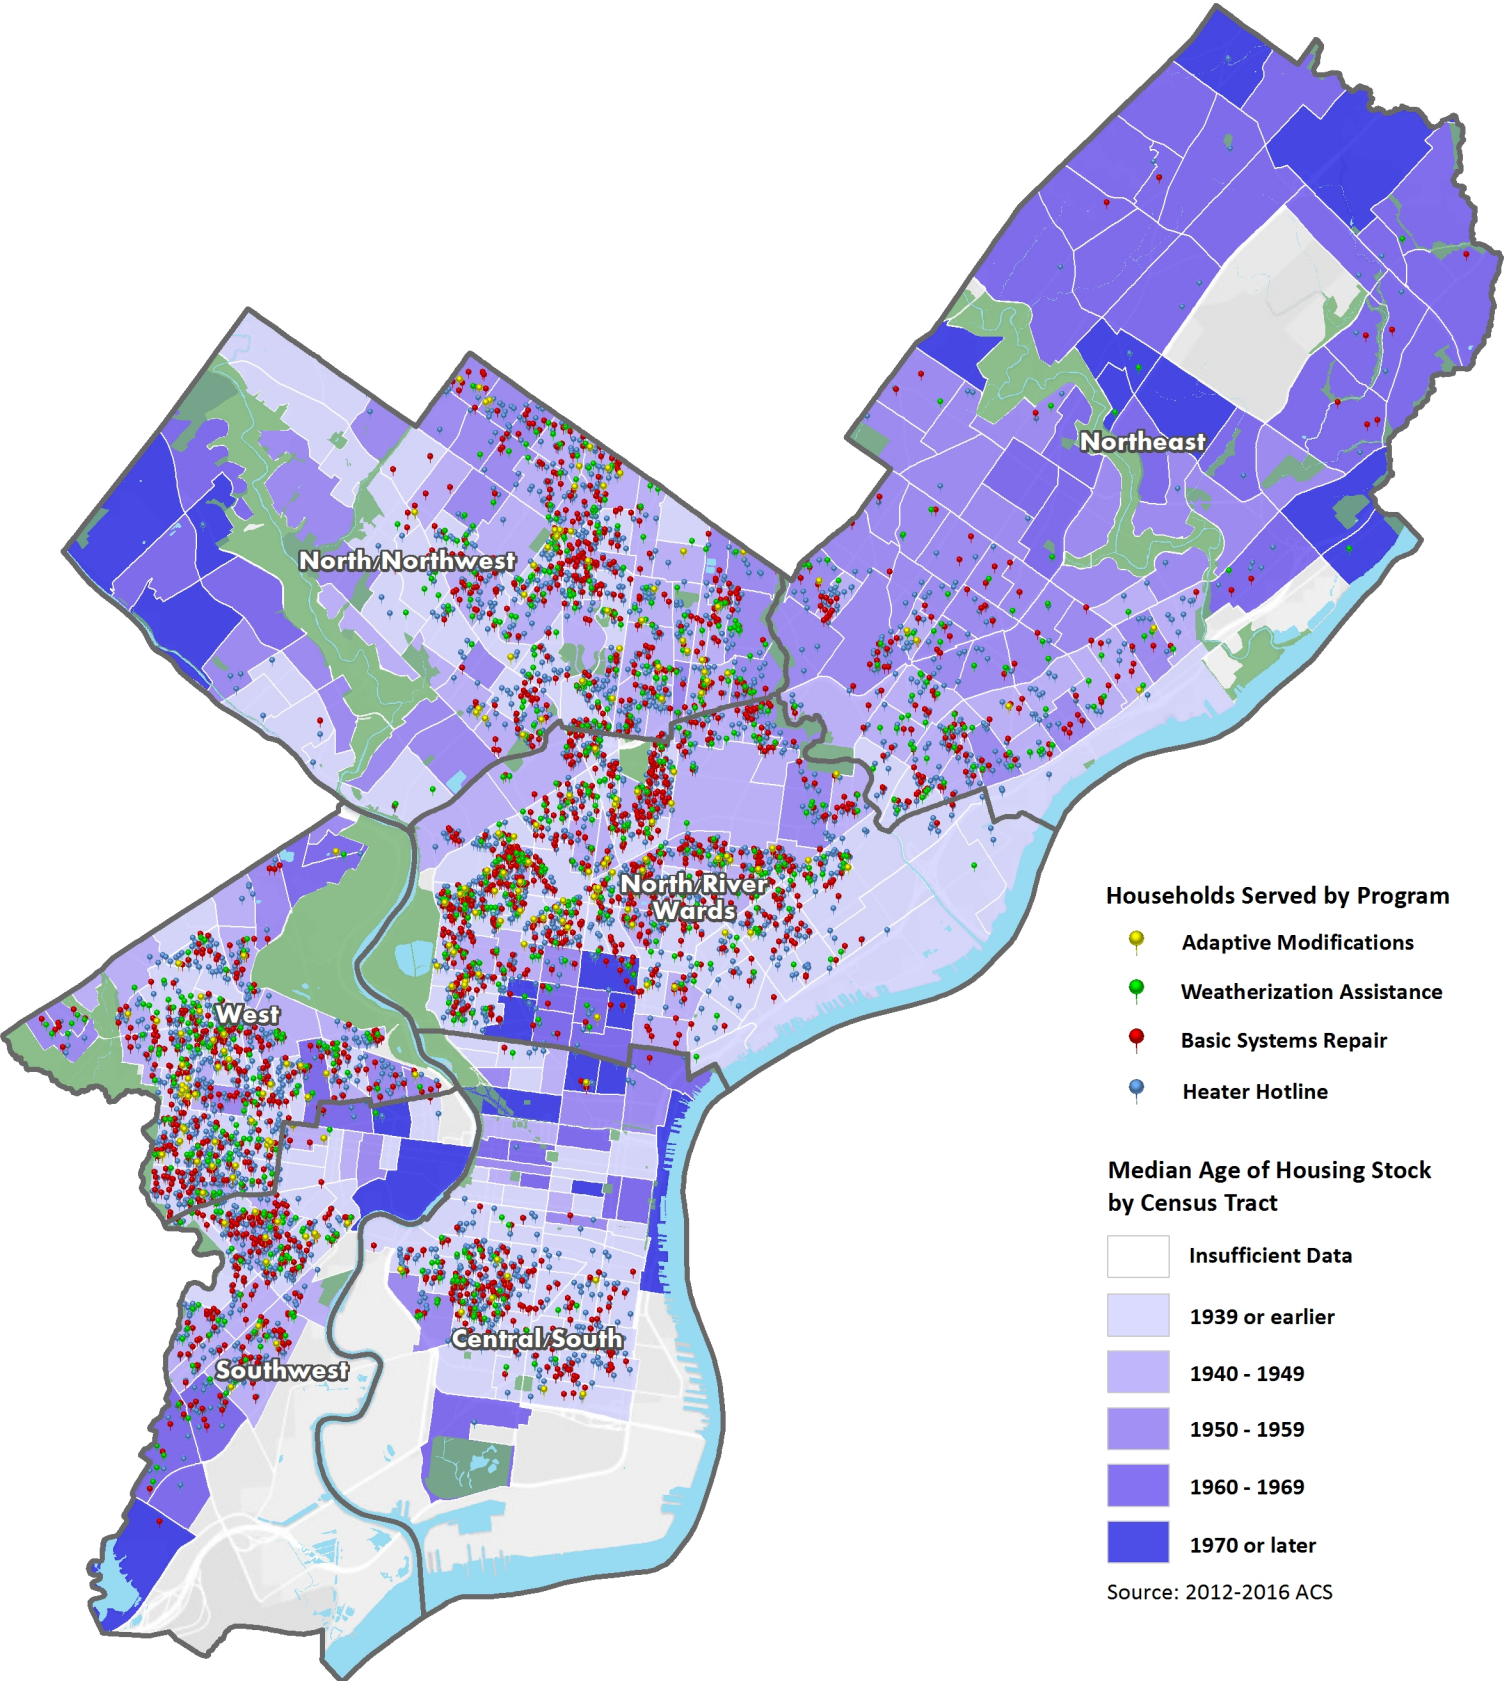 Northeast
North/Northwest
North/River
Wards
West
Central/South
Southwest
Households Served by Program
Adaptive Modifications
Weatherization Assistance
Basic Systems Repair
Heater Hotline
Median Age of Housing Stock
by Census Tract
Insufficient Data
1939 or earlier
1940 - 1949
1950 - 1959
1960 - 1969
1970 or later
Source: 2012-2016 ACS